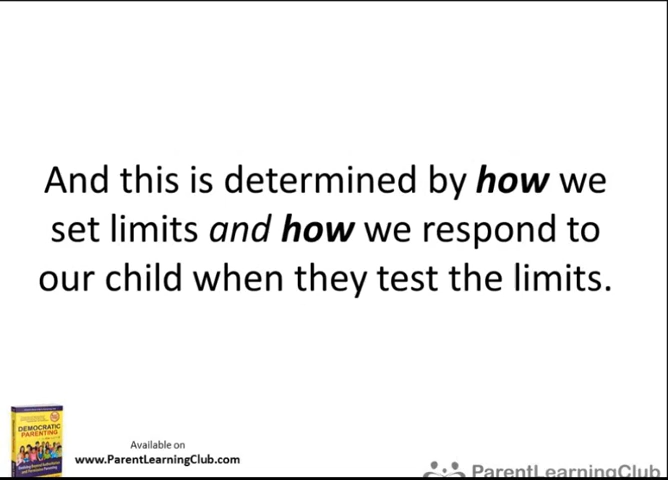 And this is determined by how we
set limits and how we respond to
our child when they test the limits.
DEMOCRATIC
PARENTING
Available on
www.ParentLearningClub.com
ParentLearningClub